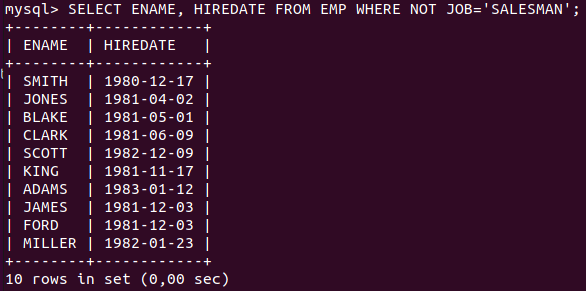 mysql> SELECT ENAME, HIREDATE FROM EMP WHERE NOT JOB='SALESMAN';
+--------+------------+
| ENAME  | HIREDATE   |
+--------+------------+
| SMITH  | 1980-12-17 |
| JONES  | 1981-04-02 |
| BLAKE  | 1981-05-01 |
| CLARK  | 1981-06-09 |
| SCOTT  | 1982-12-09 |
| KING   | 1981-11-17 |
| ADAMS  | 1983-01-12 |
| JAMES  | 1981-12-03 |
| FORD   | 1981-12-03 |
| MILLER | 1982-01-23 |
+--------+------------+
10 rows in set (0,00 sec)